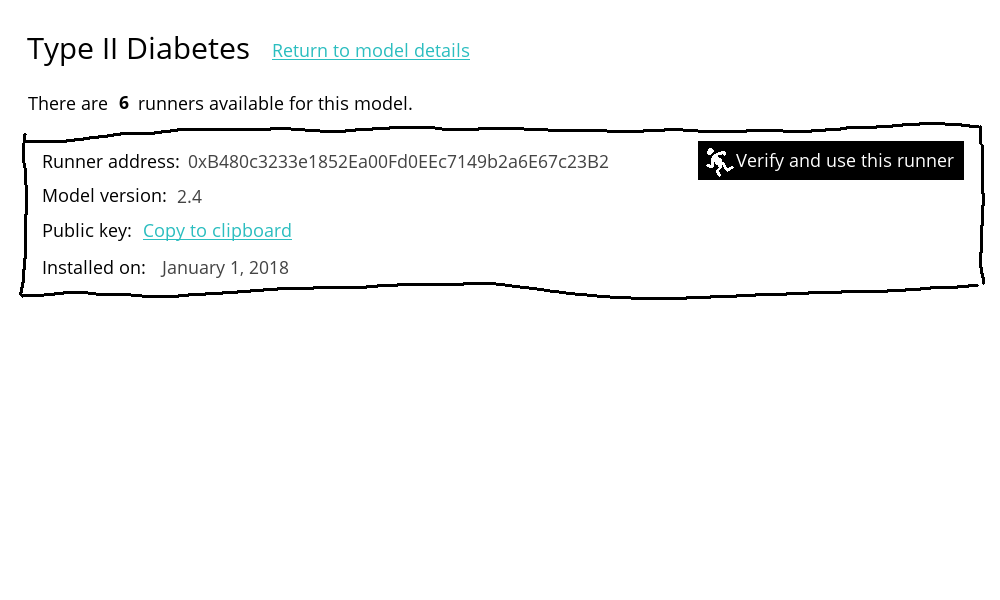 Type II Diabetes Return to model details
There are 6 runners available for this model.
Runner address: 0xB480c3233e1852Ea00Fd0EEc7149b2a6E67c23B2 Verify and use this runner
Model version: 2.4
Public key: Copy to clipboard
Installed on: January 1, 2018